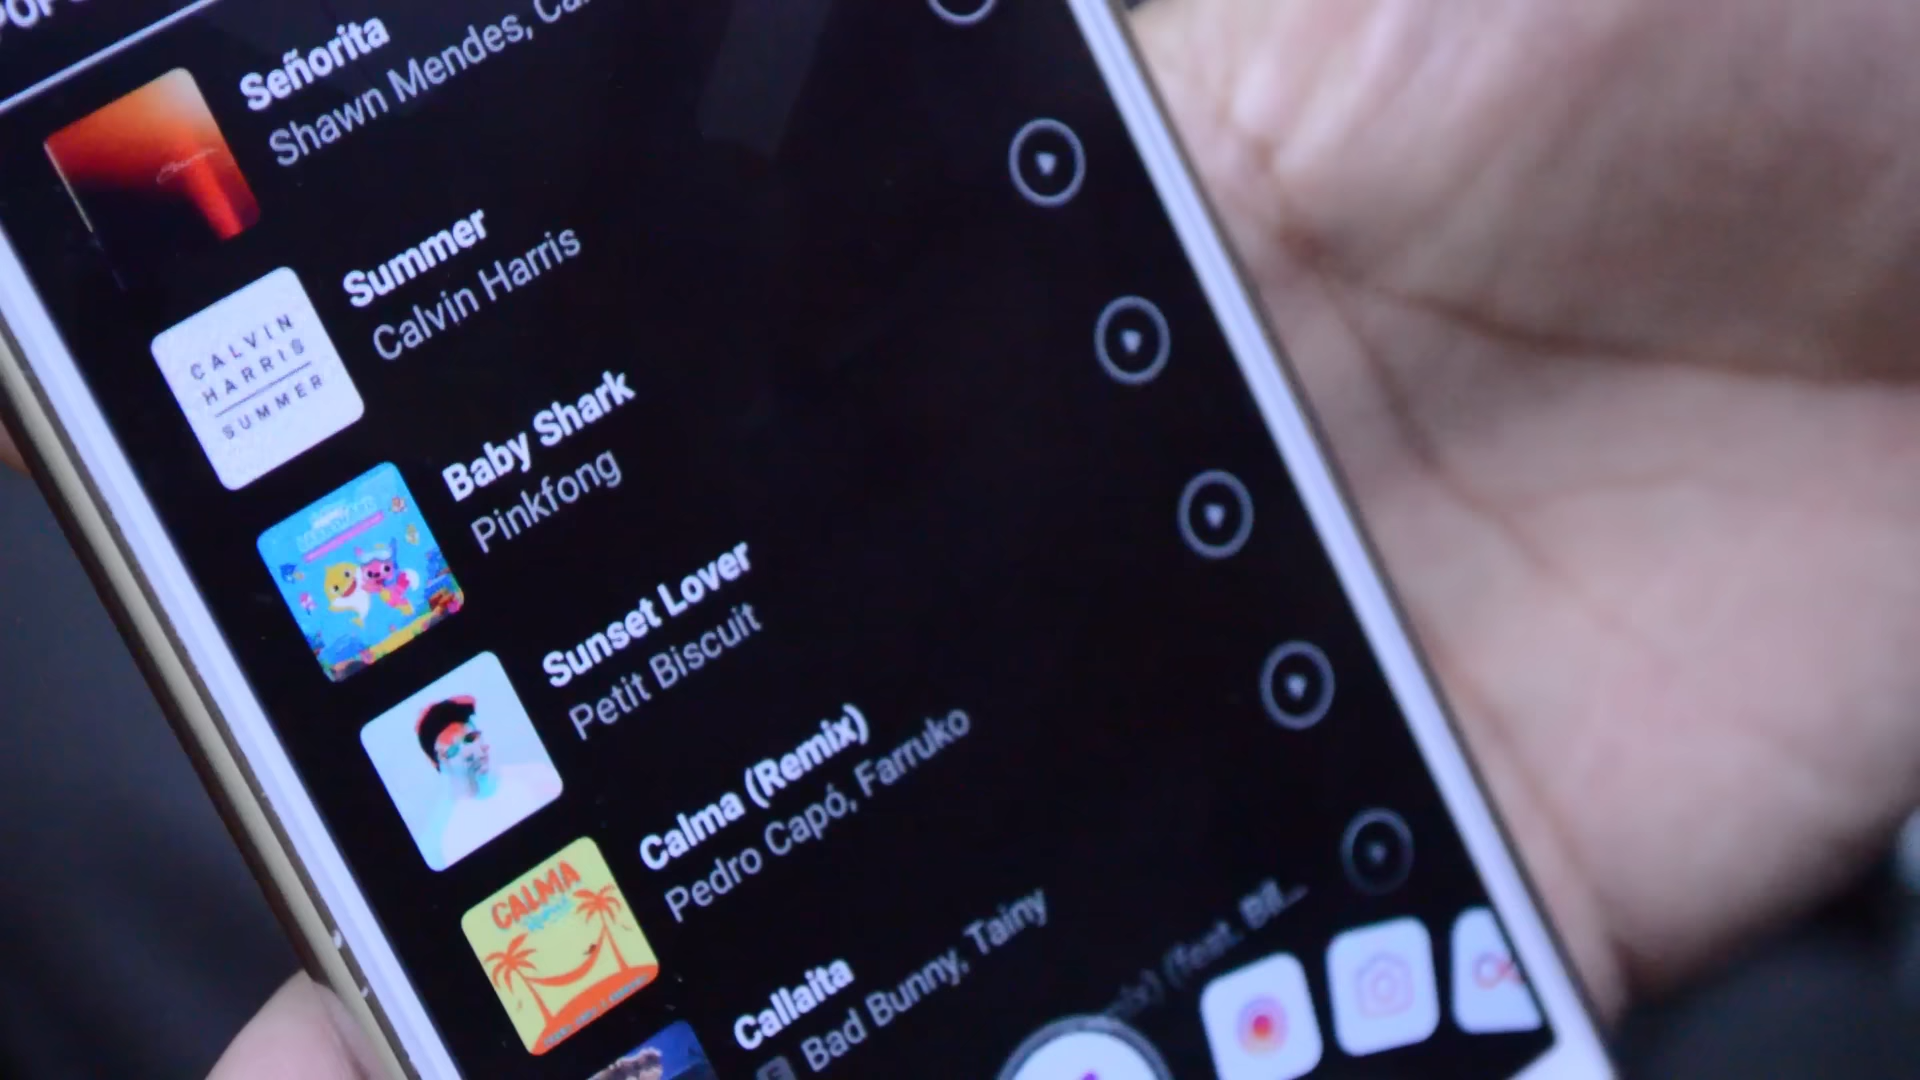 Señorita
Shawn Mendes,
CALVIN
HARRIS
SUMMER
Summer
Calvin Harris
Baby Shark
Pinkfong
Sunset Lover
Petit Biscuit
CALMA
Calma (Remix)
Pedro Capó, Farruko
Callaita
E Bad Bunny, Tainy
(feat.